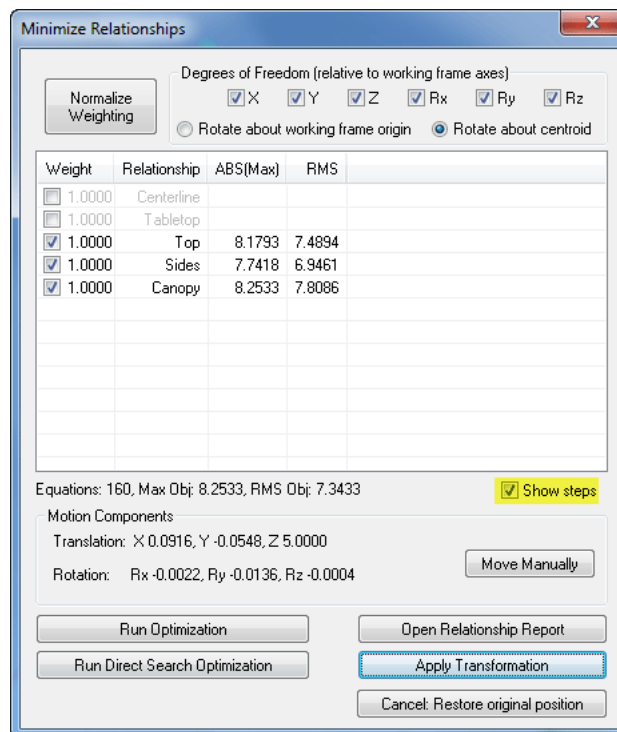 Minimize Relationships
Normalize
Weighting
Degrees of Freedom (relative to working frame axes)
X Y Z Rx Ry Rz
Rotate about working frame origin Rotate about centroid
Weight Relationship ABS(Max) RMS
1.0000 Centerline
1.0000 Tabletop
1.0000 Top 8.1793 7.4894
1.0000 Sides 7.7418 6.9461
1.0000 Canopy 8.2533 7.8086
Equations: 160, Max Obj: 8.2533, RMS Obj: 7.3433
Show steps
Motion Components
Translation: X 0.0916, Y -0.0548, Z 5.0000
Rotation: Rx -0.0022, Ry -0.0136, Rz -0.0004
Move Manually
Run Optimization Open Relationship Report
Run Direct Search Optimization Apply Transformation
Cancel: Restore original position